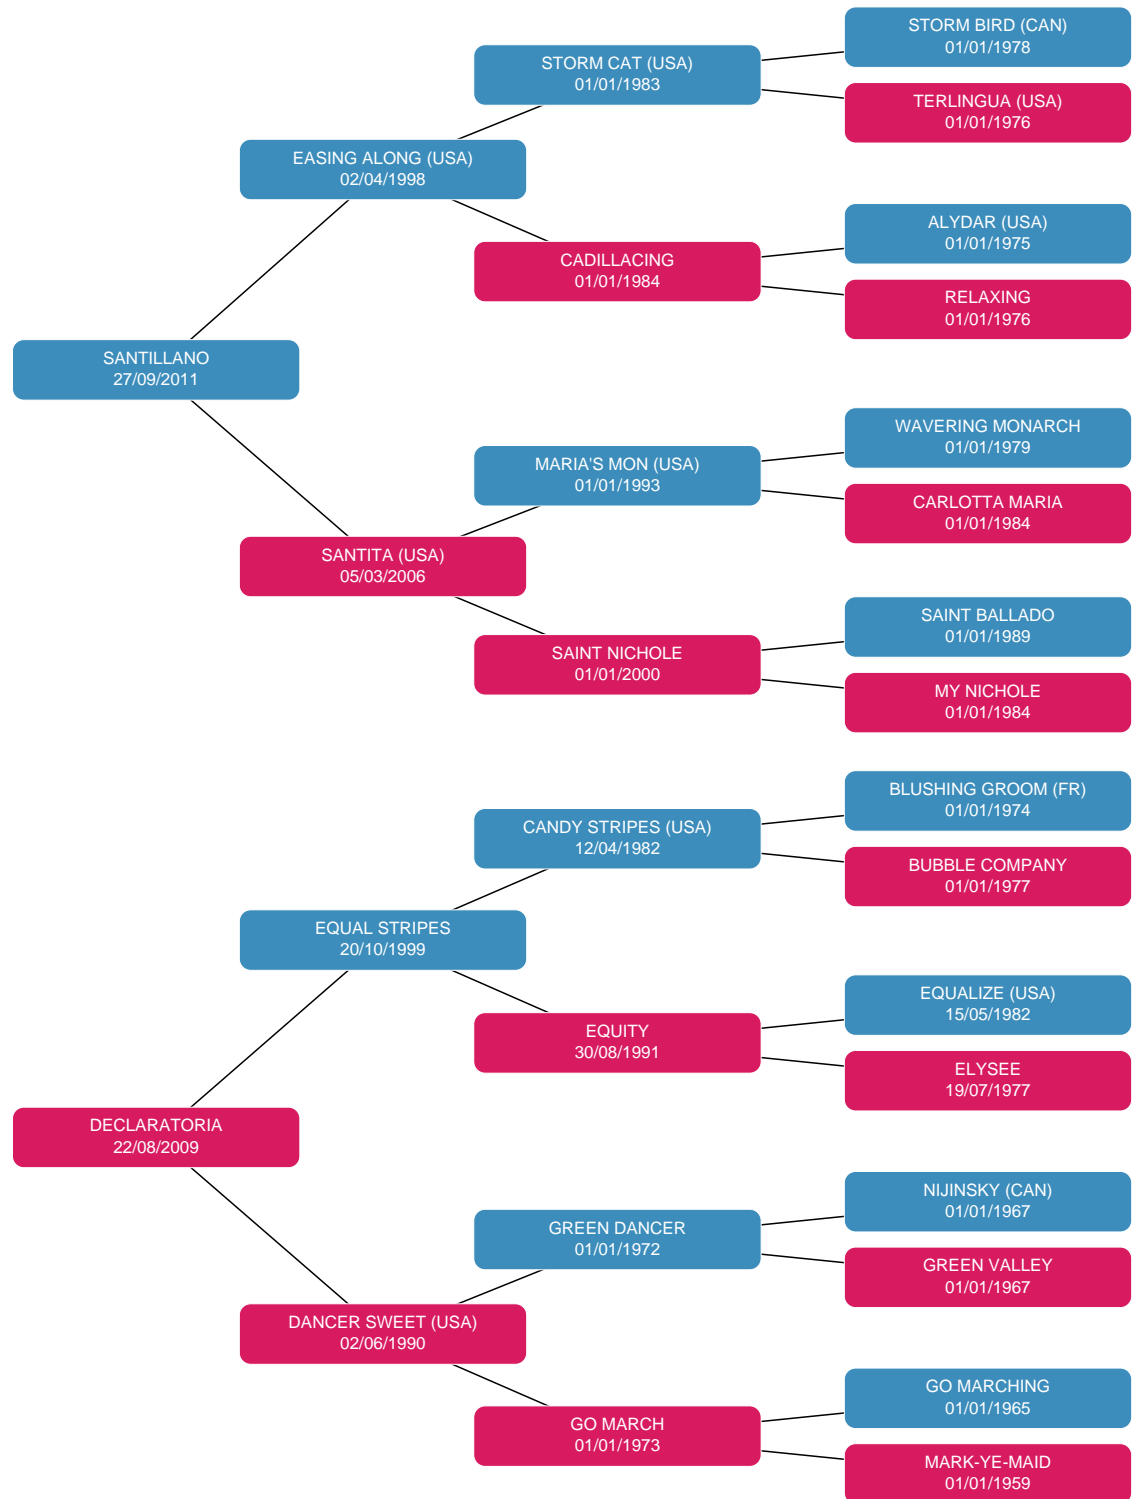 STORM BIRD (CAN)
01/01/1978
STORM CAT (USA)
01/01/1983
TERLINGUA (USA)
01/01/1976
EASING ALONG (USA)
02/04/1998
ALYDAR (USA)
01/01/1975
CADILLACING
01/01/1984
RELAXING
01/01/1976
SANTILLANO
27/09/2011
WAVERING MONARCH
01/01/1979
MARIA'S MON (USA)
01/01/1993
CARLOTTA MARIA
01/01/1984
SANTITA (USA)
05/03/2006
SAINT BALLADO
01/01/1989
SAINT NICHOLE
01/01/2000
MY NICHOLE
01/01/1984
BLUSHING GROOM (FR)
01/01/1974
CANDY STRIPES (USA)
12/04/1982
BUBBLE COMPANY
01/01/1977
EQUAL STRIPES
20/10/1999
EQUALIZE (USA)
15/05/1982
EQUITY
30/08/1991
ELYSEE
19/07/1977
DECLARATORIA
22/08/2009
NIJINSKY (CAN)
01/01/1967
GREEN DANCER
01/01/1972
GREEN VALLEY
01/01/1967
DANCER SWEET (USA)
02/06/1990
GO MARCHING
01/01/1965
GO MARCH
01/01/1973
MARK-YE-MAID
01/01/1959